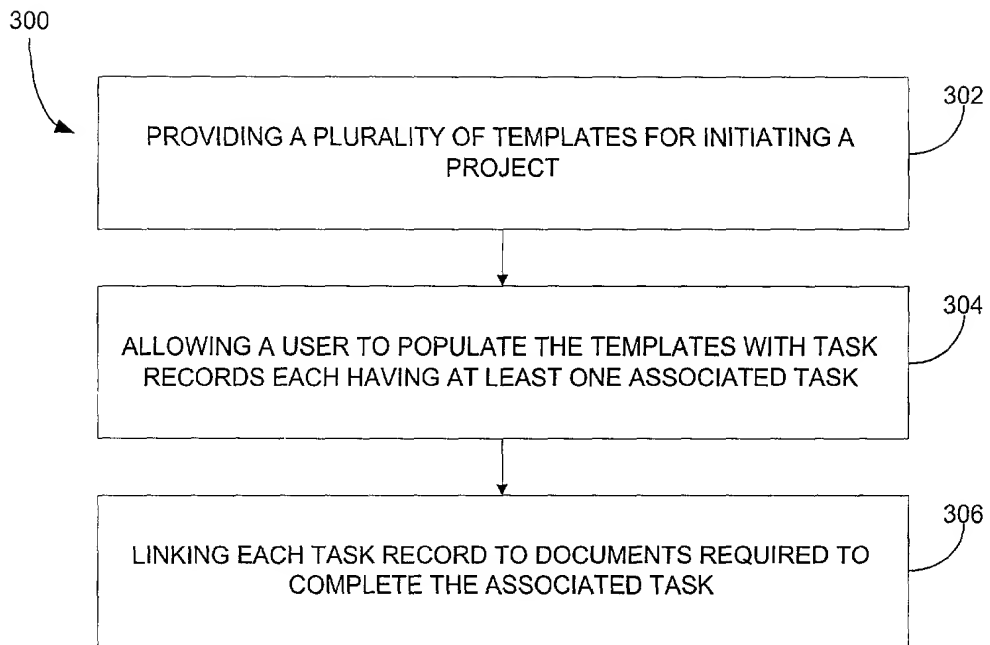 300
302
PROVIDING A PLURALITY OF TEMPLATES FOR INITIATING A
PROJECT
304
ALLOWING A USER TO POPULATE THE TEMPLATES WITH TASK
RECORDS EACH HAVING AT LEAST ONE ASSOCIATED TASK
306
LINKING EACH TASK RECORD TO DOCUMENTS REQUIRED TO
COMPLETE THE ASSOCIATED TASK